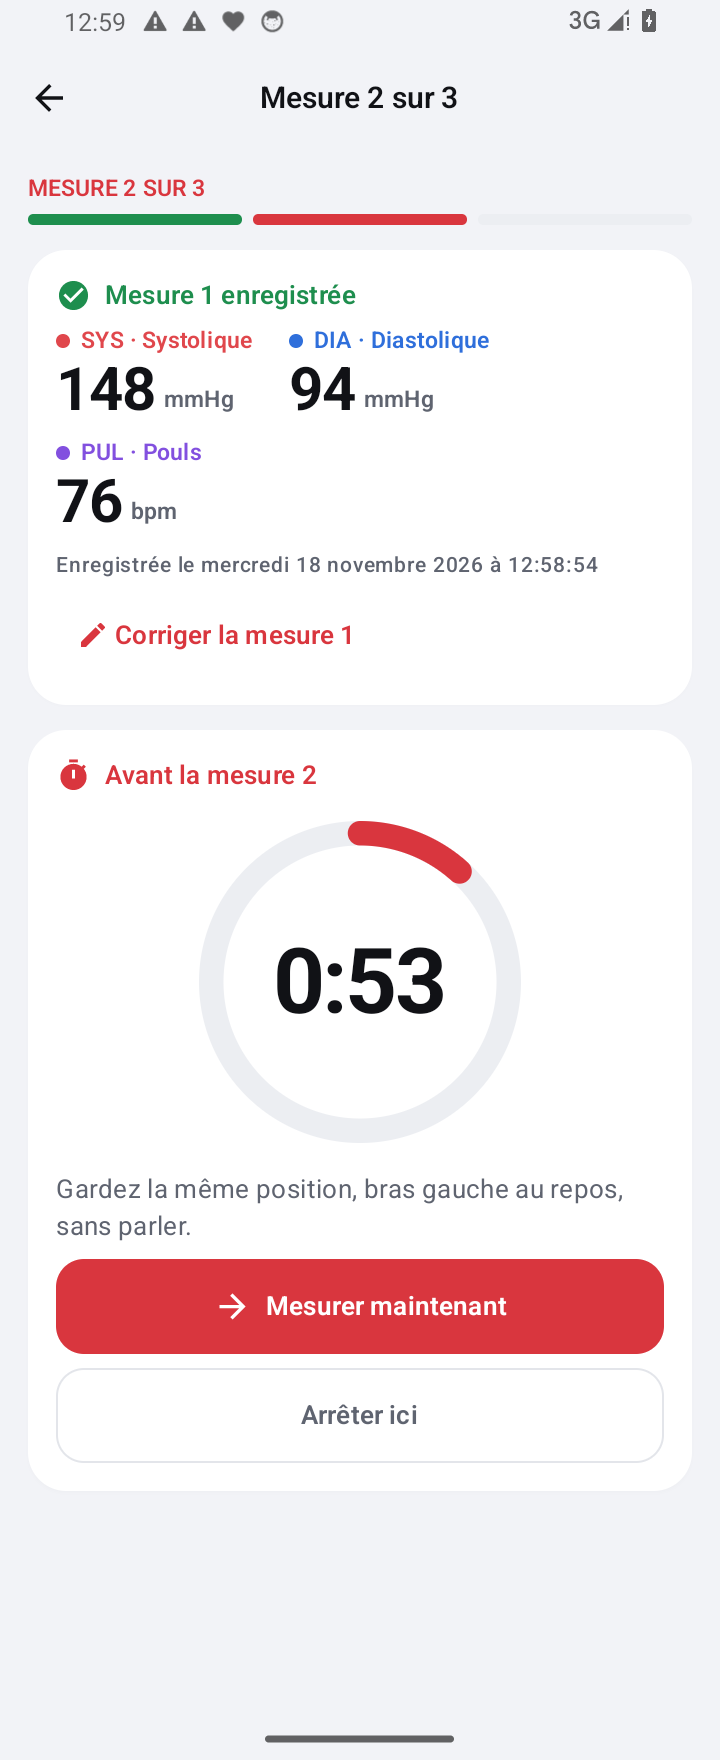 12:59
3G
Mesure 2 sur 3
MESURE 2 SUR 3
Mesure 1 enregistrée
SYS · Systolique
DIA · Diastolique
148 mmHg
94 mmHg
PUL · Pouls
76 bpm
Enregistrée le mercredi 18 novembre 2026 à 12:58:54
Corriger la mesure 1
Avant la mesure 2
0:53
Gardez la même position, bras gauche au repos,
sans parler.
Mesurer maintenant
Arrêter ici